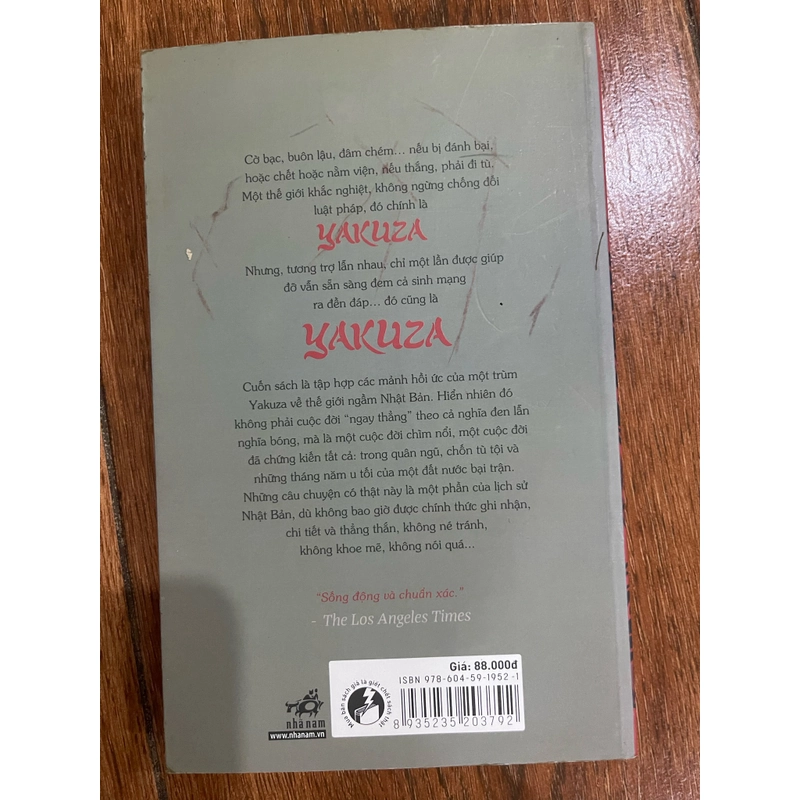 Cờ bạc, buôn lậu, đâm chém... nếu bị đánh bại,
hoặc chết hoặc nằm viện, nếu thắng, phải đi tù.
Một thế giới khắc nghiệt, không ngừng chống đối
luật pháp, đó chính là
YAKUZA
Nhưng, tương trợ lẫn nhau, chỉ một lần được giúp
đỡ vẫn sẵn sàng đem cả sinh mạng
ra đền đáp... đó cũng là
YAKUZA
Cuốn sách là tập hợp các mảnh hồi ức của một trùm
Yakuza về thế giới ngầm Nhật Bản. Hiển nhiên đó
không phải cuộc đời “ngay thẳng” theo cả nghĩa đen lẫn
nghĩa bóng, mà là một cuộc đời chìm nổi, một cuộc đời
đã chứng kiến tất cả: trong quân ngũ, chốn tù tội và
những tháng năm u tối của một đất nước bại trận.
Những câu chuyện có thật này là một phần của lịch sử
Nhật Bản, dù không bao giờ được chính thức ghi nhận,
chi tiết và thẳng thắn, không né tránh,
không khoe mẽ, không nói quá...
“Sống động và chuẩn xác.”
- The Los Angeles Times
Giá: 88.000đ
ISBN 978-604-59-1952-1
8 935235 203792
Mua bán sách giả là giết chết sách thật
nhã nam
www.nhanam.vn